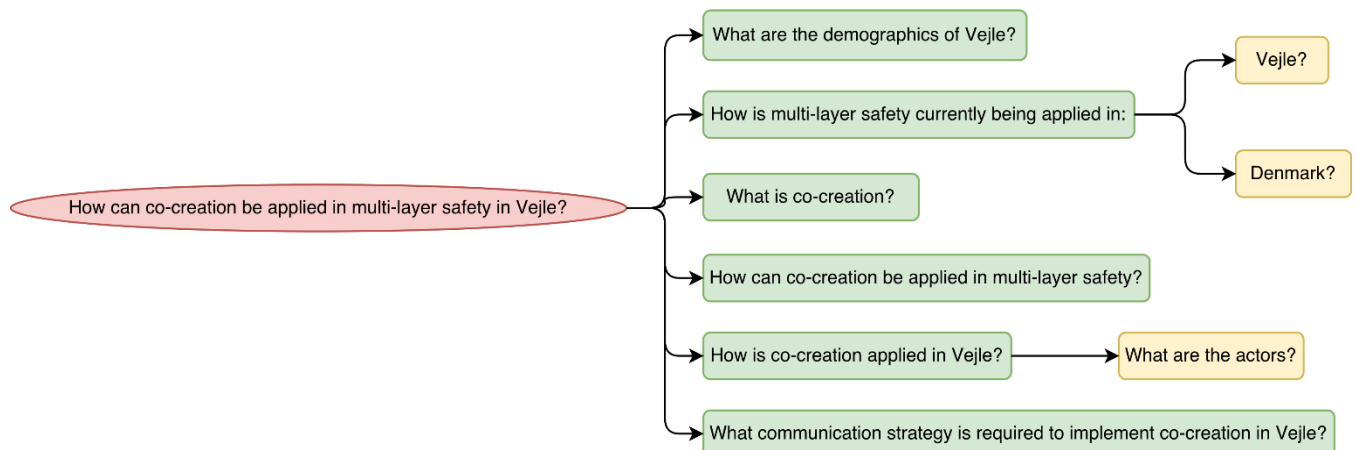 What are the demographics of Vejle?
Vejle?
How is multi-layer safety currently being applied in:
Denmark?
What is co-creation?
How can co-creation be applied in multi-layer safety in Vejle?
How can co-creation be applied in multi-layer safety?
How is co-creation applied in Vejle?
What are the actors?
What communication strategy is required to implement co-creation in Vejle?